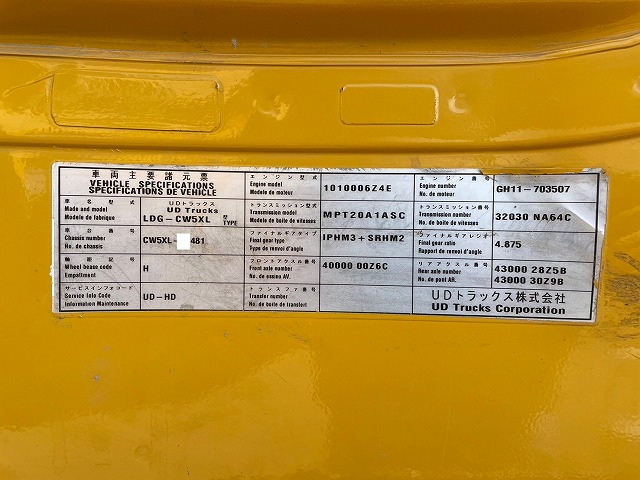 車両主要諸元票
VEHICLE SPECIFICATIONS
SPECIFICATIONS DE VEHICLE
車名
Made and model
Modele de fabrique
UDトラックス
UD Trucks
LDG-CW5XL 型
TYPE
車台番号
Chassis number
No. de chassis
CW5XL- 481
軸距記号
Wheel bease code
Empattement
H
サービスインフォコード
Service Info Code
Information Maintenance
UD-HD
エンジン型式
Engine model
Modele de moteur
1010006Z4E
トランスミッション型式
Transmission model
Modele de boite de vitesses
MPT20A1ASC
ファイナルギアタイプ
Final gear type
Type de renvoi d'angle
IPHM3+SRHM2
フロントアクスル番号
Front axle number
No. de essieu AV.
40000 00Z6C
トランスファ番号
Transfer number
No. de boite de transfert
エンジン番号
Engine number
No. de moteur
GH11-703507
トランスミッション番号
Transmission number
Modele de boite de vitesses
32030 NA64C
ファイナルギアレシオ
Final gear ratio
Rapport de renvoi d'angle
4.875
リアアクスル番号
Rear axle number
No. de pont AR.
43000 28Z5B
43000 30Z9B
UDトラックス株式会社
UD Trucks Corporation